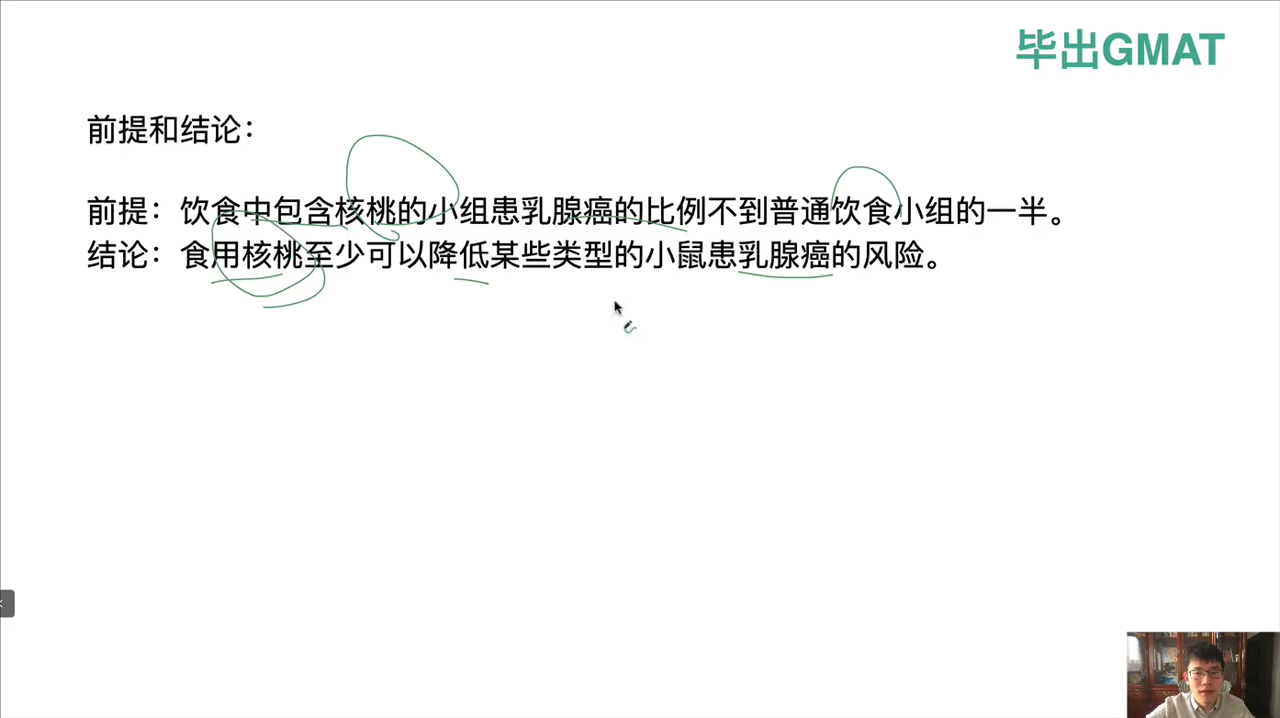 毕出GMAT
前提和结论：
前提：饮食中包含核桃的小组患乳腺癌的比例不到普通饮食小组的一半。
结论：食用核桃至少可以降低某些类型的小鼠患乳腺癌的风险。